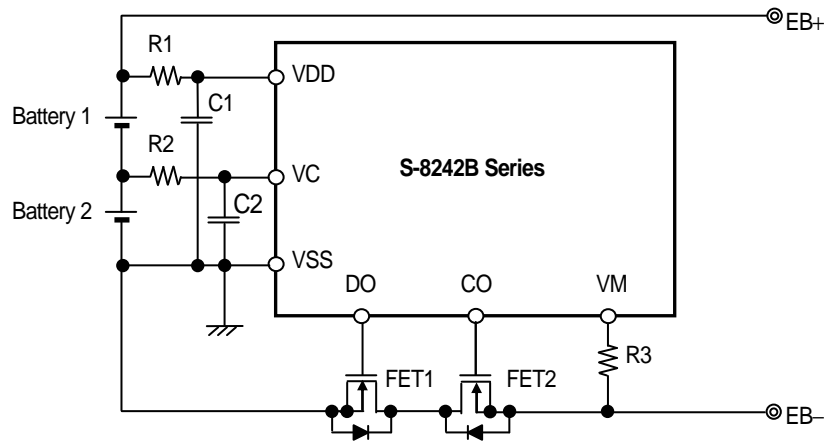 EB+
R1
VDD
C1
Battery 1
R2
VC
S-8242B Series
C2
Battery 2
VSS
DO
CO
VM
R3
FET1
FET2
EB−